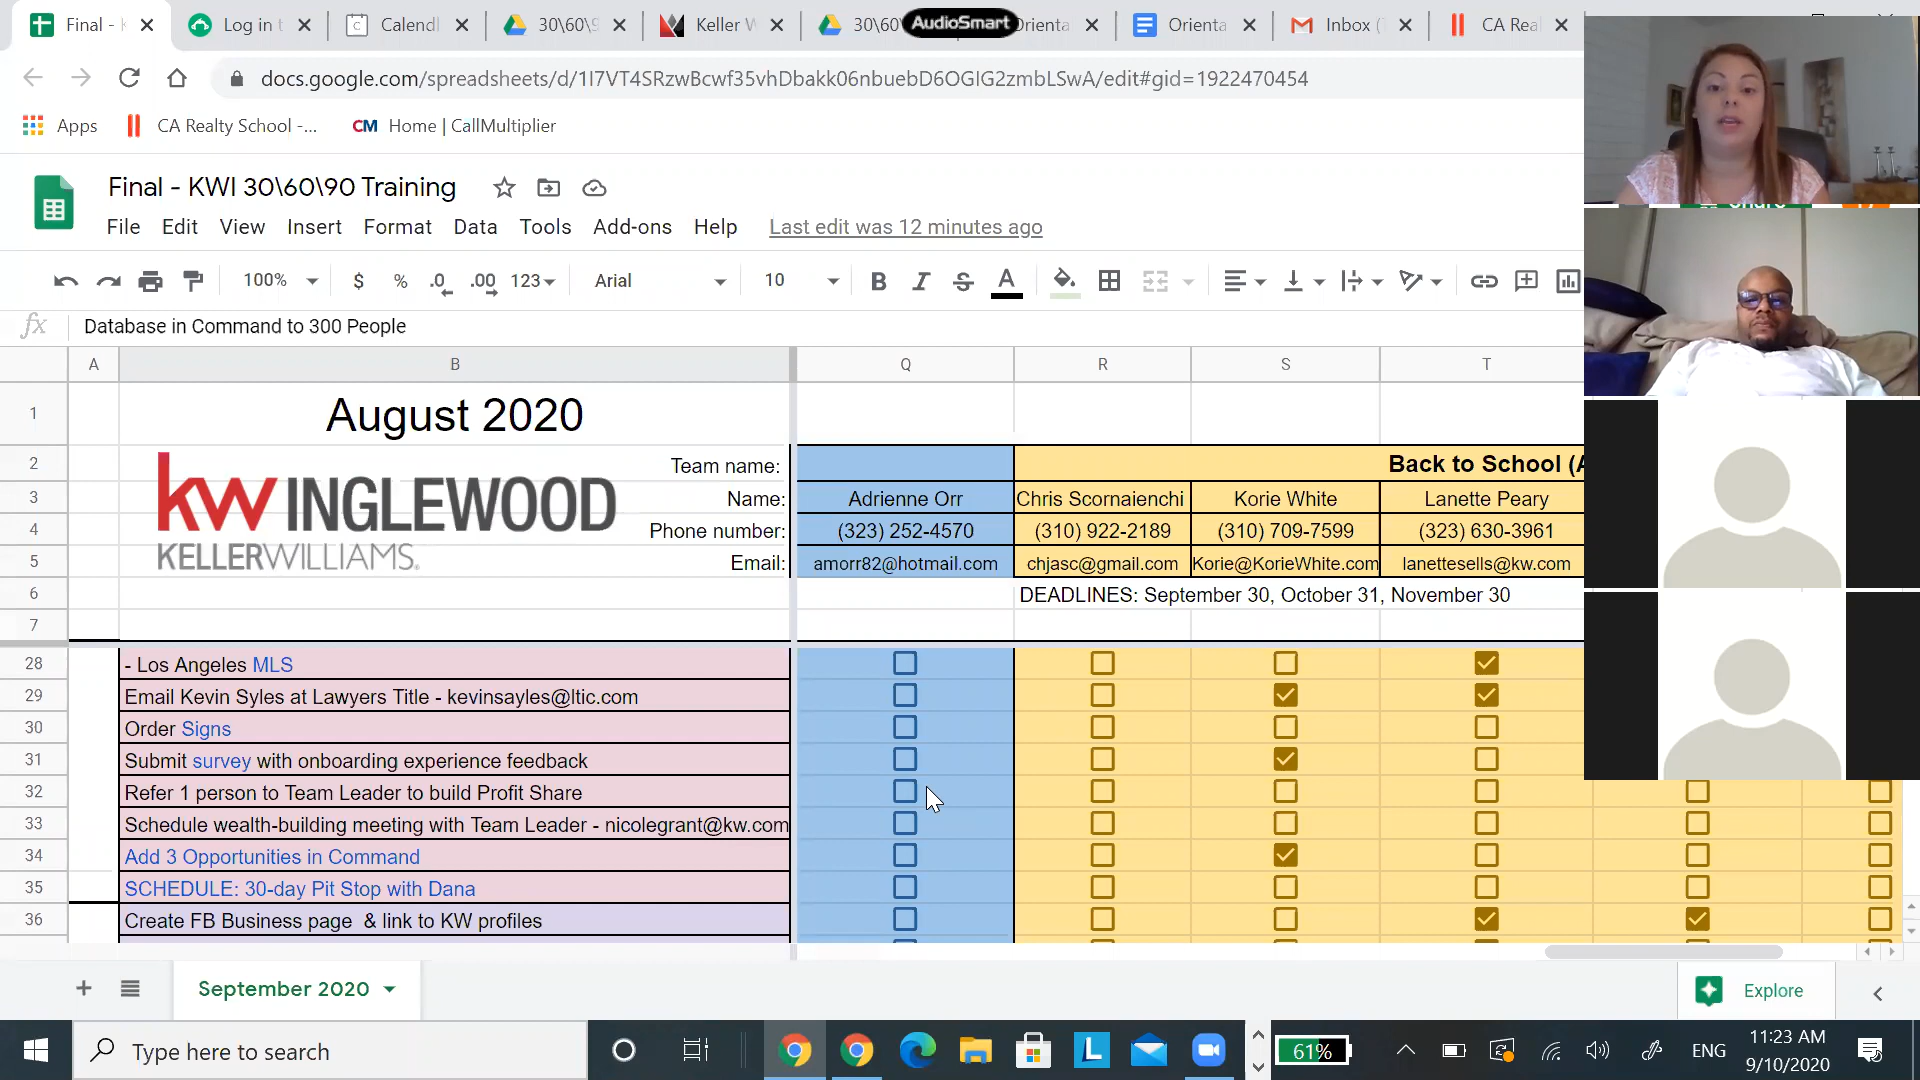 Final - K
Log in t
Calend
30\60\9
Keller W
30\60
AudioSmart
Orienta
Orienta
Inbox (
CA Rea
docs.google.com/spreadsheets/d/1I7VT4SRzwBcwf35vhDbakk06nbuebD6OGIG2zmbLSwA/edit#gid=1922470454
Apps
CA Realty School -...
CM Home | CallMultiplier
Final - KWI 30\60\90 Training
File Edit View Insert Format Data Tools Add-ons Help Last edit was 12 minutes ago
100% $ % .0 .00 123 Arial 10 B I S A
fx Database in Command to 300 People
A B Q R S T
1 August 2020
2 Team name: Back to School (A
3 Name: Adrienne Orr Chris Scornaienchi Korie White Lanette Peary
4 Phone number: (323) 252-4570 (310) 922-2189 (310) 709-7599 (323) 630-3961
5 Email: amorr82@hotmail.com chjasc@gmail.com Korie@KorieWhite.com lanettesells@kw.com
kw INGLEWOOD
KELLERWILLIAMS.
6 DEADLINES: September 30, October 31, November 30
7
28 - Los Angeles MLS
29 Email Kevin Syles at Lawyers Title - kevinsayles@ltic.com
30 Order Signs
31 Submit survey with onboarding experience feedback
32 Refer 1 person to Team Leader to build Profit Share
33 Schedule wealth-building meeting with Team Leader - nicolegrant@kw.com
34 Add 3 Opportunities in Command
35 SCHEDULE: 30-day Pit Stop with Dana
36 Create FB Business page & link to KW profiles
September 2020
Explore
Type here to search
L
61%
ENG
11:23 AM
9/10/2020